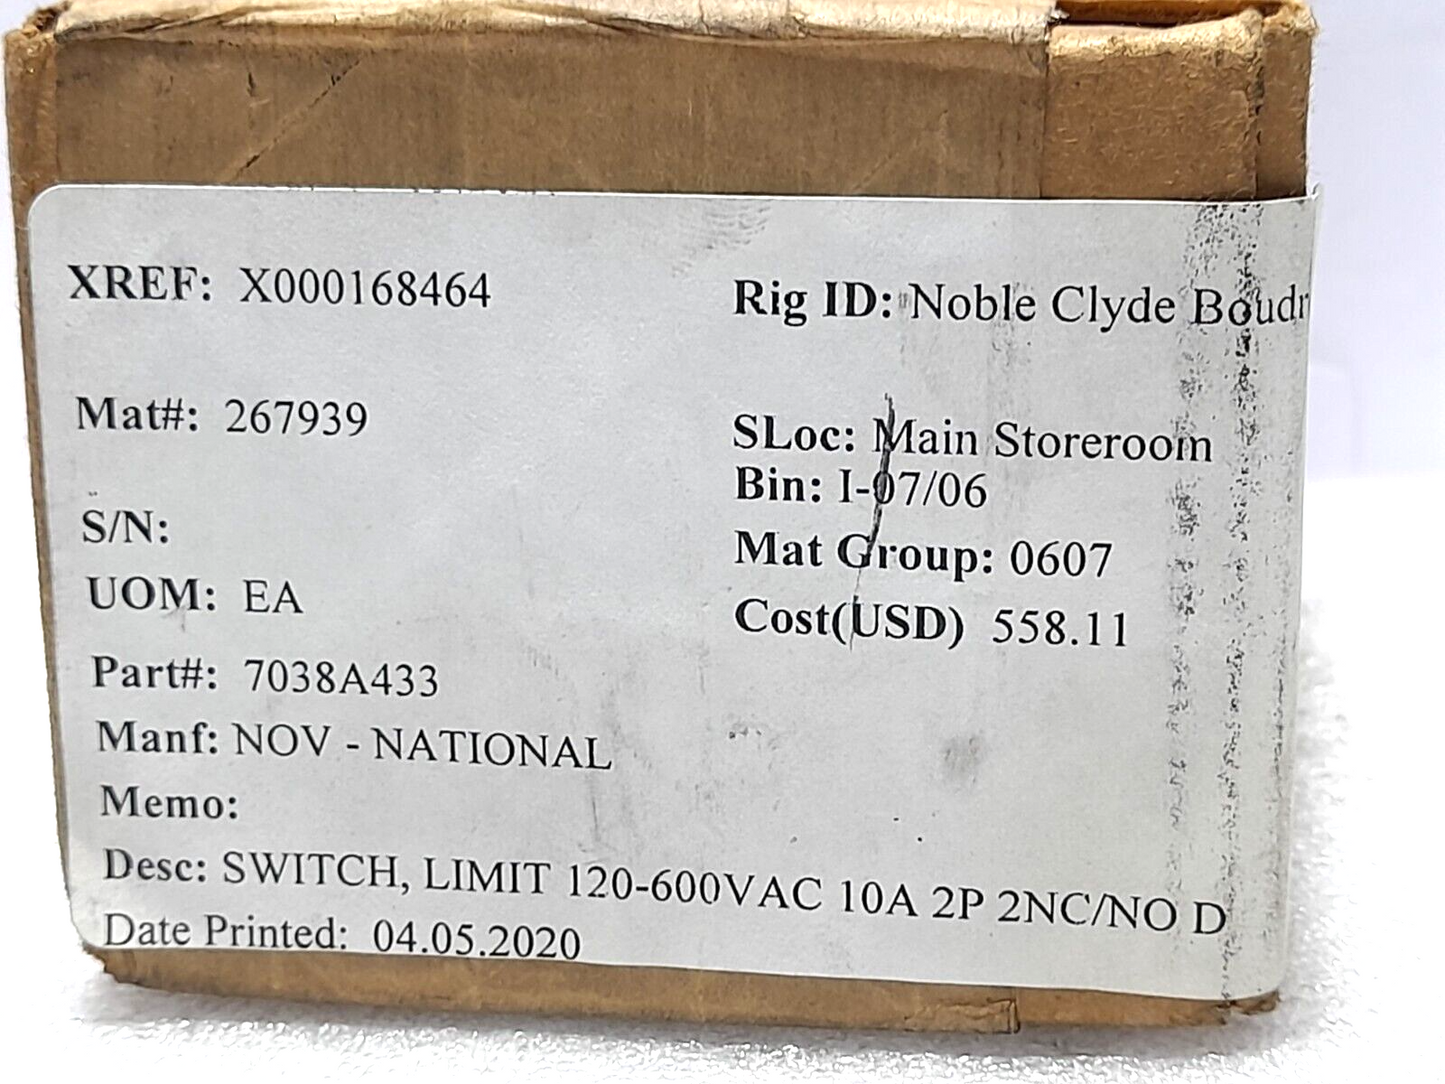 XREF: X000168464
Rig ID: Noble Clyde Boudr
Mat#: 267939
SLoc: Main Storeroom
Bin: I-07/06
S/N:
Mat Group: 0607
UOM: EA
Cost(USD) 558.11
Part#: 7038A433
Manf: NOV - NATIONAL
Memo:
Desc: SWITCH, LIMIT 120-600VAC 10A 2P 2NC/NO D
Date Printed: 04.05.2020